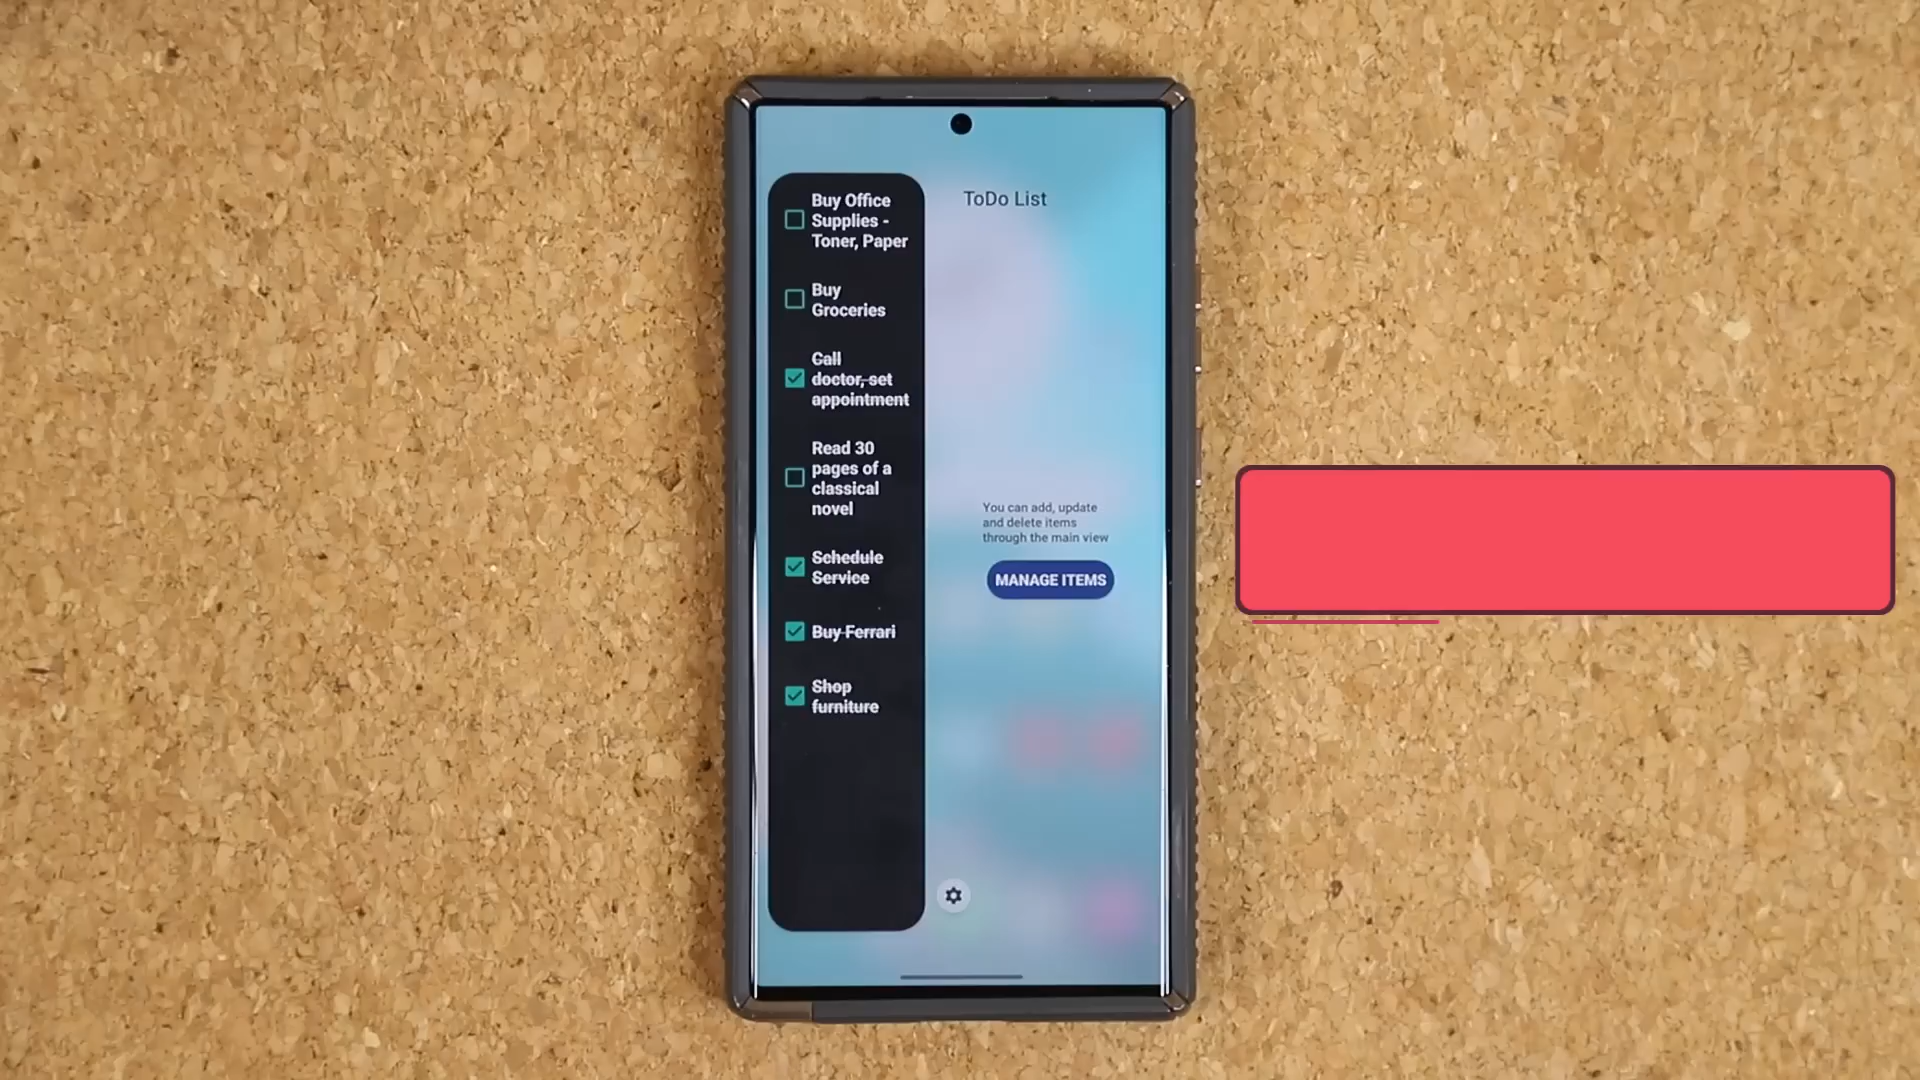 Buy Office
Supplies -
Toner, Paper
Buy
Groceries
Call
doctor, set
appointment
Read 30
pages of a
classical
novel
Schedule
Service
Buy Ferrari
Shop
furniture
ToDo List
You can add, update
and delete items
through the main view
MANAGE ITEMS